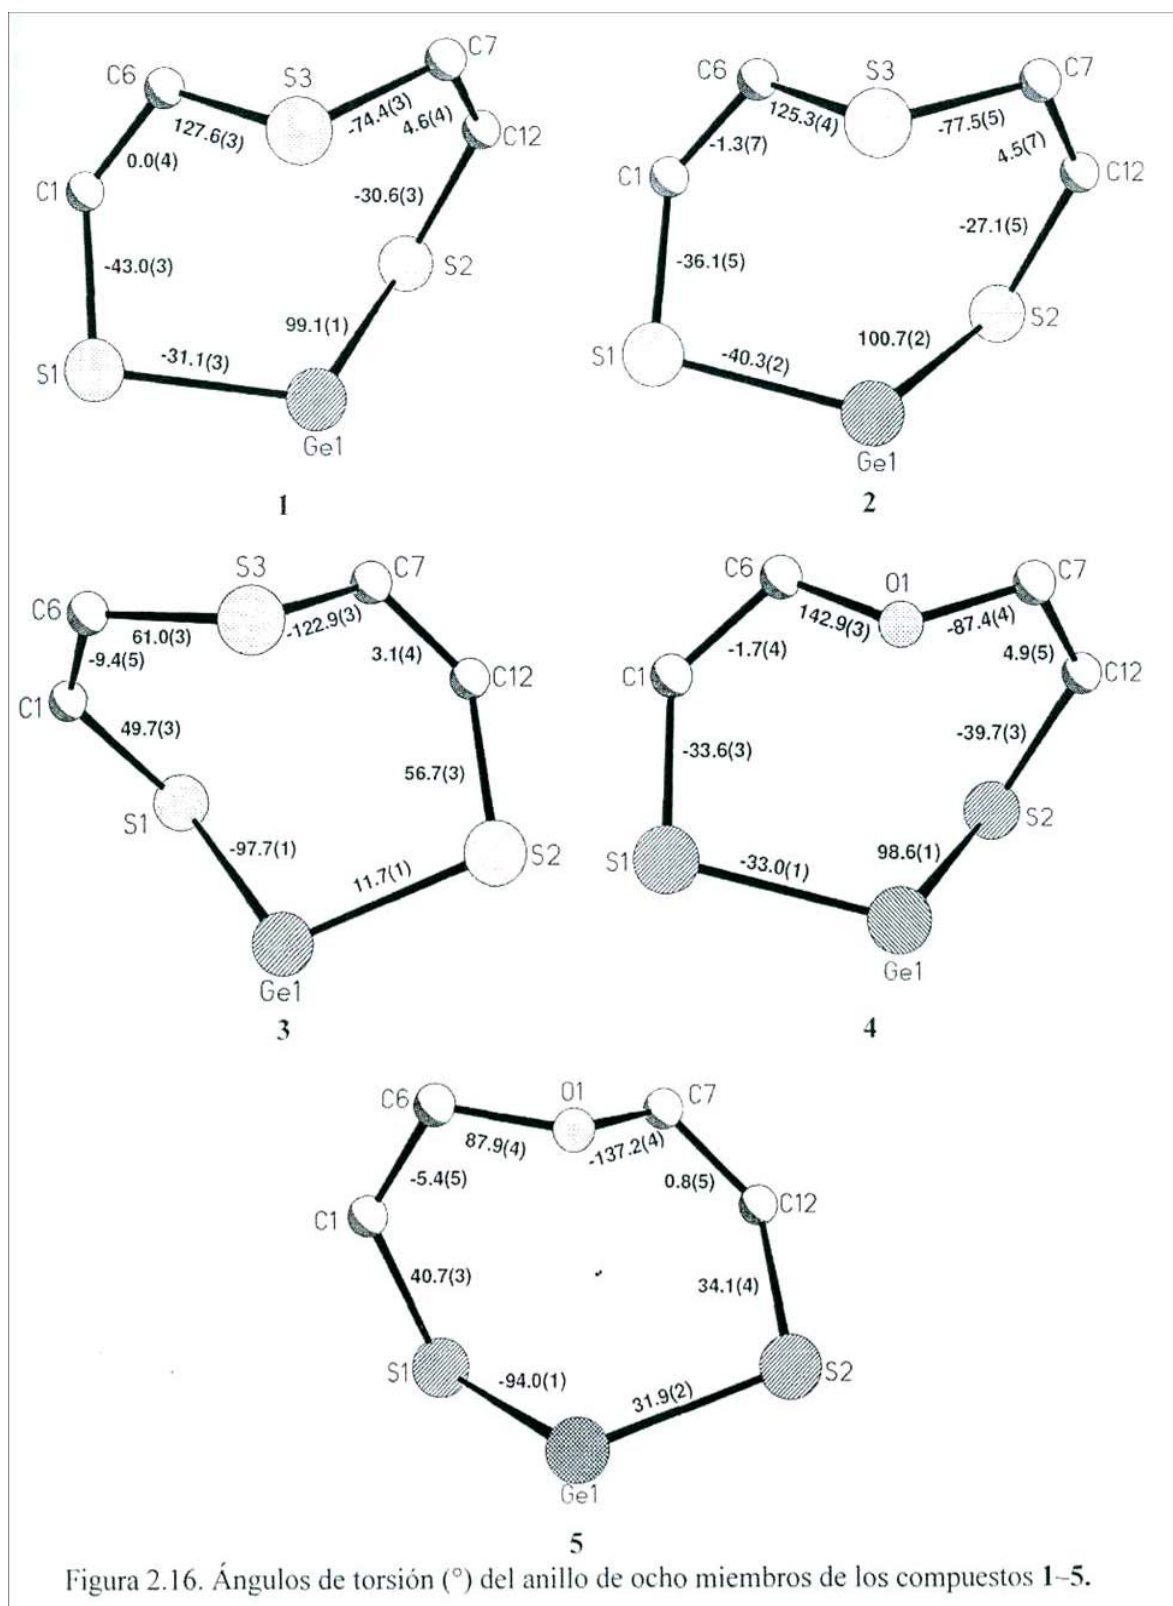 C6
S3
C7
127.6(3)
-74.4(3)
4.6(4)
C12
0.0(4)
C1
-30.6(3)
-43.0(3)
S2
99.1(1)
S1
-31.1(3)
Ge1
1
C6
S3
C7
125.3(4)
-77.5(5)
4.5(7)
C12
-1.3(7)
C1
-27.1(5)
-36.1(5)
S2
100.7(2)
S1
-40.3(2)
Ge1
2
S3
C7
C6
61.0(3)
-122.9(3)
-9.4(5)
3.1(4)
C12
C1
49.7(3)
56.7(3)
S1
S2
-97.7(1)
11.7(1)
Ge1
3
C6
O1
C7
142.9(3)
-87.4(4)
-1.7(4)
4.9(5)
C1
C12
-33.6(3)
-39.7(3)
S2
S1
98.6(1)
-33.0(1)
Ge1
4
C6
O1
C7
87.9(4)
-137.2(4)
-5.4(5)
0.8(5)
C1
C12
40.7(3)
34.1(4)
S1
S2
-94.0(1)
31.9(2)
Ge1
5
Figura 2.16. Ángulos de torsión (°) del anillo de ocho miembros de los compuestos 1–5.